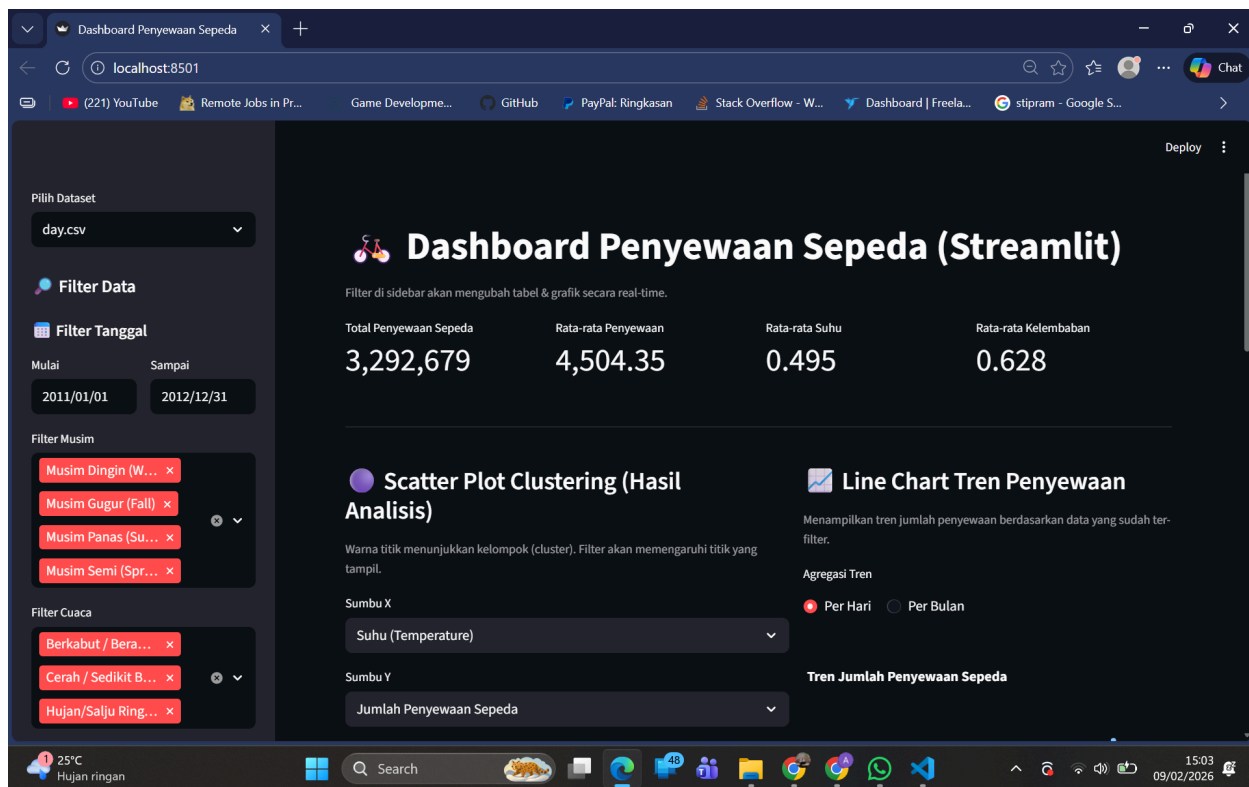 Dashboard Penyewaan Sepeda
localhost:8501
Chat
(221) YouTube
Remote Jobs in Pr...
Game Developme...
GitHub
PayPal: Ringkasan
Stack Overflow - W...
Dashboard | Freela...
stipram - Google S...
Deploy
Pilih Dataset
day.csv
Filter Data
Filter Tanggal
Mulai Sampai
2011/01/01 2012/12/31
Filter Musim
Musim Dingin (W...
Musim Gugur (Fall)
Musim Panas (Su...
Musim Semi (Spr...
Filter Cuaca
Berkabut / Bera...
Cerah / Sedikit B...
Hujan/Salju Ring...
Dashboard Penyewaan Sepeda (Streamlit)
Filter di sidebar akan mengubah tabel & grafik secara real-time.
Total Penyewaan Sepeda
3,292,679
Rata-rata Penyewaan
4,504.35
Rata-rata Suhu
0.495
Rata-rata Kelembaban
0.628
Scatter Plot Clustering (Hasil
Analisis)
Warna titik menunjukkan kelompok (cluster). Filter akan memengaruhi titik yang
tampil.
Sumbu X
Suhu (Temperature)
Sumbu Y
Jumlah Penyewaan Sepeda
Line Chart Tren Penyewaan
Menampilkan tren jumlah penyewaan berdasarkan data yang sudah ter-
filter.
Agregasi Tren
Per Hari Per Bulan
Tren Jumlah Penyewaan Sepeda
1
25°C
Hujan ringan
Search
48
15:03
09/02/2026